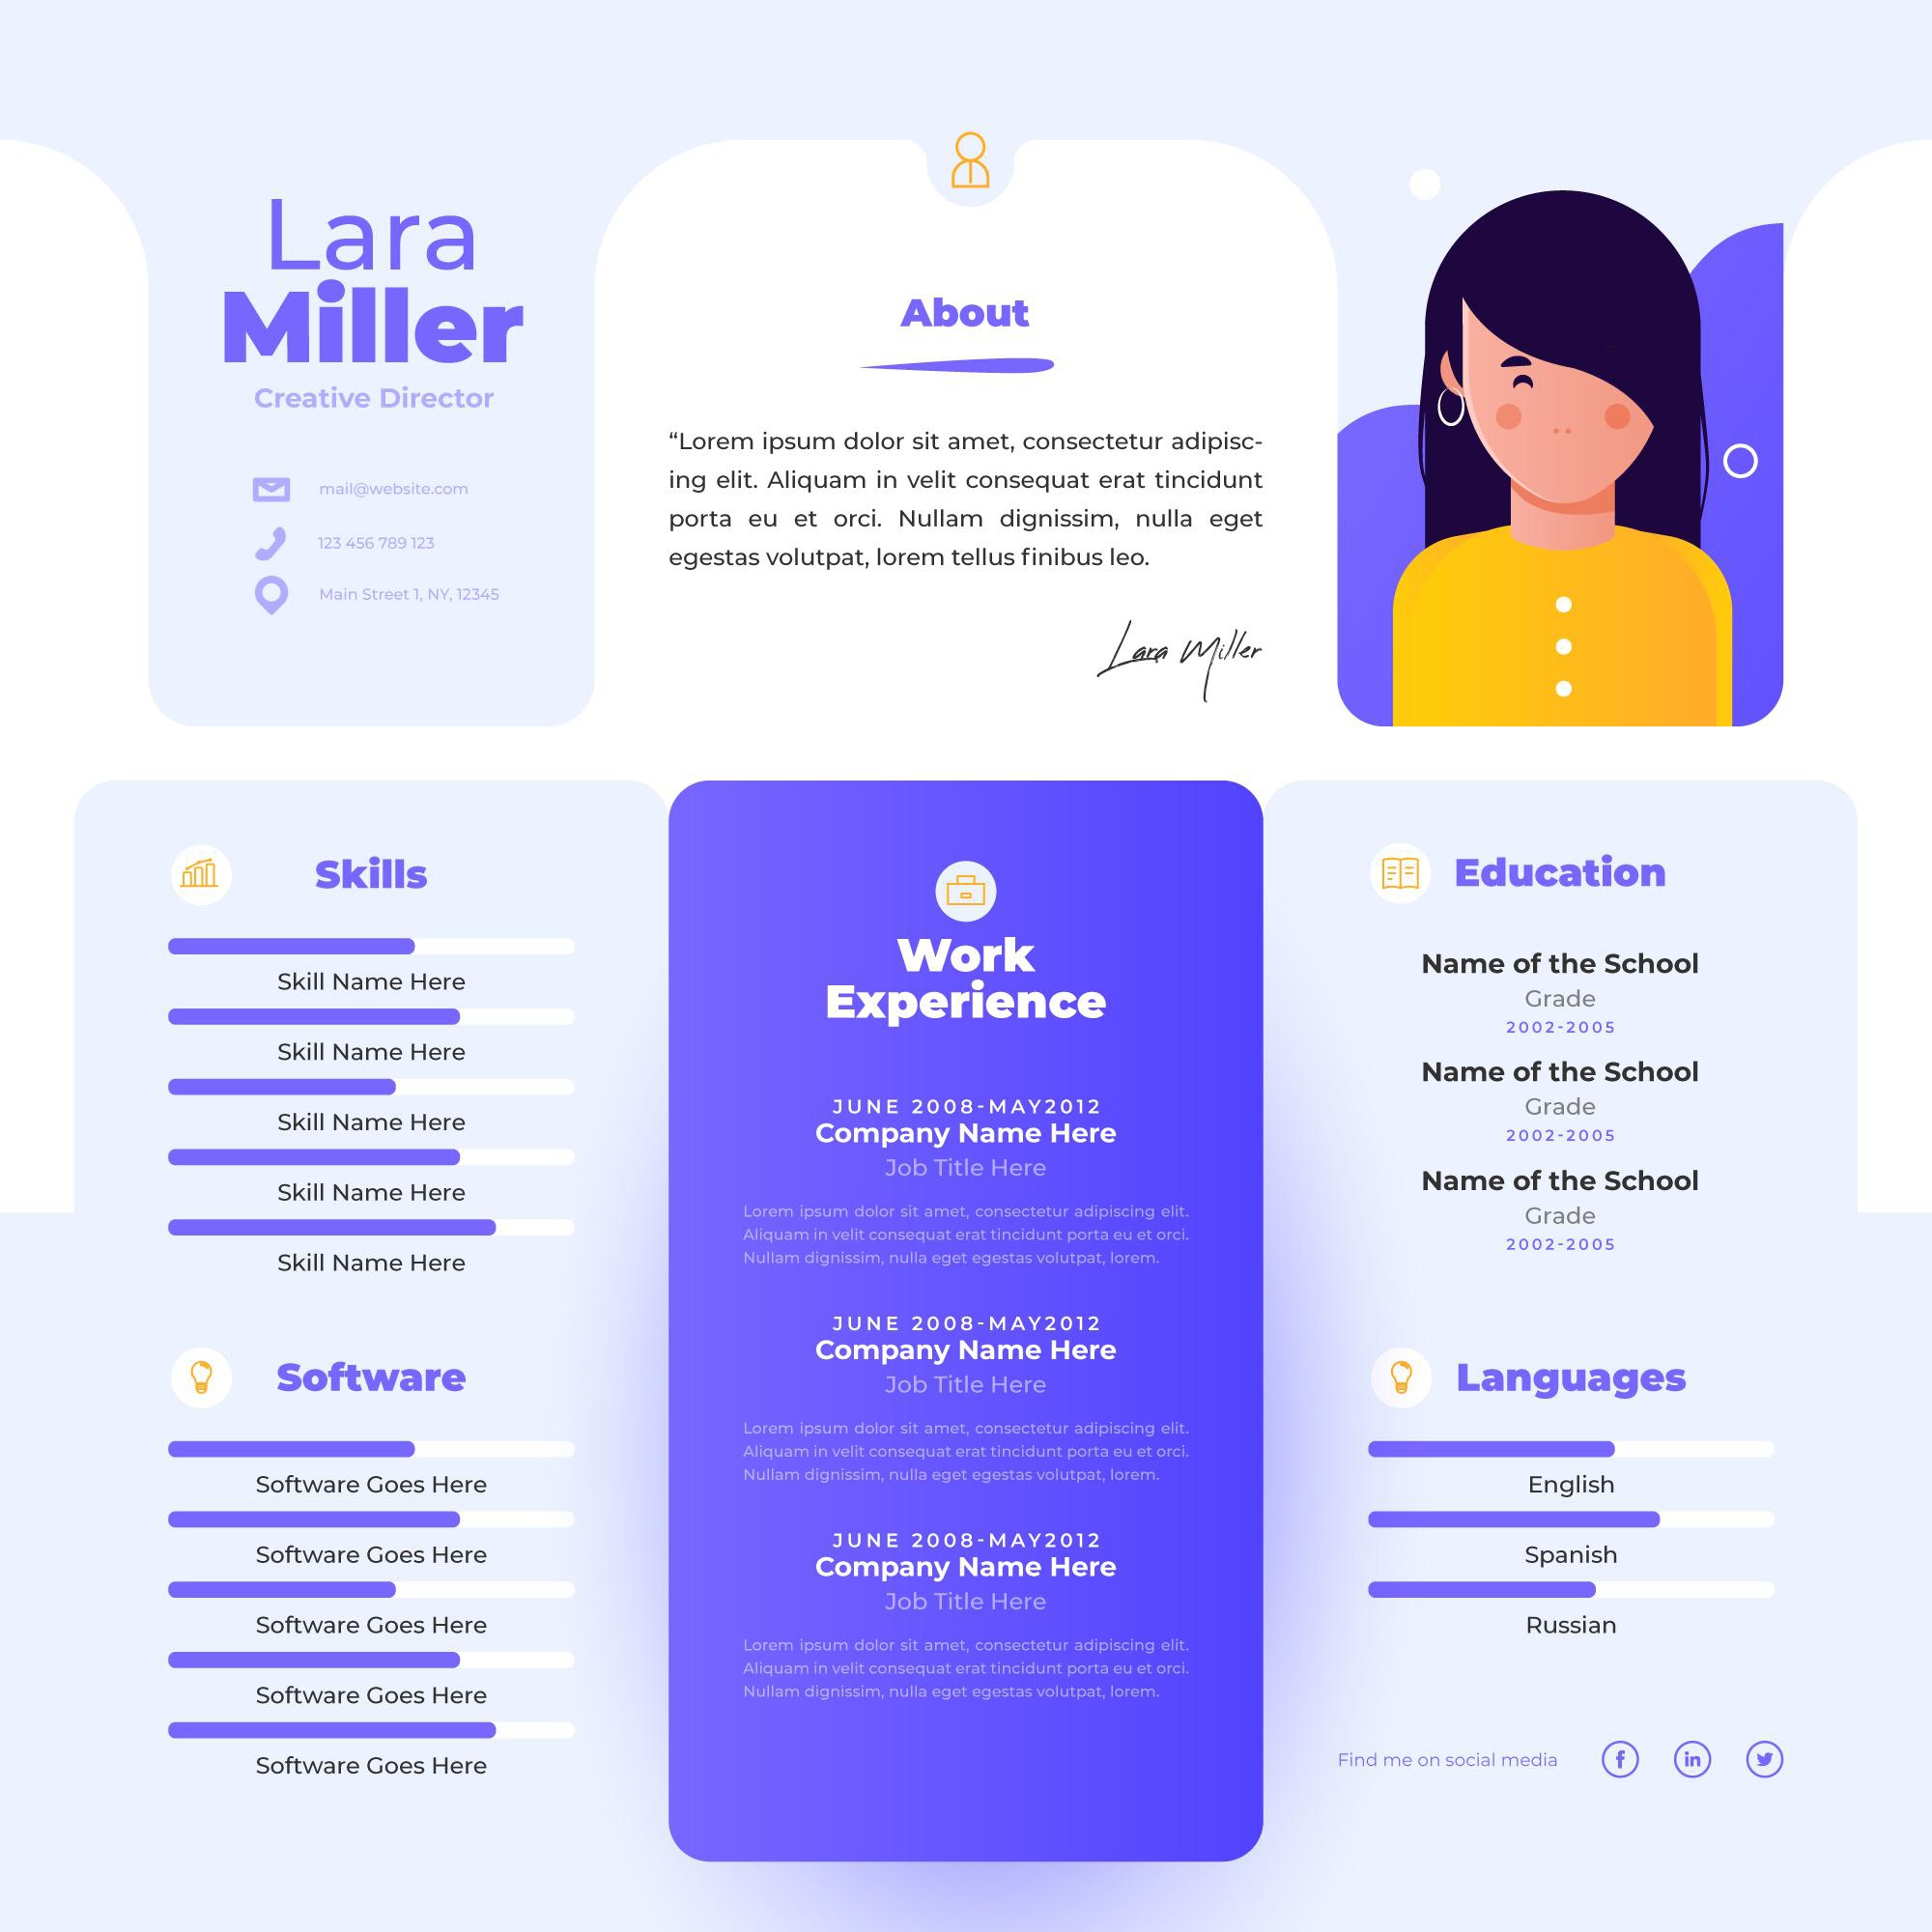 Lara
Miller
Creative Director
mail@website.com
123 456 789 123
Main Street 1, NY, 12345
About
“Lorem ipsum dolor sit amet, consectetur adipisc-
ing elit. Aliquam in velit consequat erat tincidunt
porta eu et orci. Nullam dignissim, nulla eget
egestas volutpat, lorem tellus finibus leo.
Lara Miller
Skills
Skill Name Here
Skill Name Here
Skill Name Here
Skill Name Here
Skill Name Here
Software
Software Goes Here
Software Goes Here
Software Goes Here
Software Goes Here
Software Goes Here
Work
Experience
JUNE 2008-MAY2012
Company Name Here
Job Title Here
Lorem ipsum dolor sit amet, consectetur adipiscing elit.
Aliquam in velit consequat erat tincidunt porta eu et orci.
Nullam dignissim, nulla eget egestas volutpat, lorem.
JUNE 2008-MAY2012
Company Name Here
Job Title Here
Lorem ipsum dolor sit amet, consectetur adipiscing elit.
Aliquam in velit consequat erat tincidunt porta eu et orci.
Nullam dignissim, nulla eget egestas volutpat, lorem.
JUNE 2008-MAY2012
Company Name Here
Job Title Here
Lorem ipsum dolor sit amet, consectetur adipiscing elit.
Aliquam in velit consequat erat tincidunt porta eu et orci.
Nullam dignissim, nulla eget egestas volutpat, lorem.
Education
Name of the School
Grade
2002-2005
Name of the School
Grade
2002-2005
Name of the School
Grade
2002-2005
Languages
English
Spanish
Russian
Find me on social media